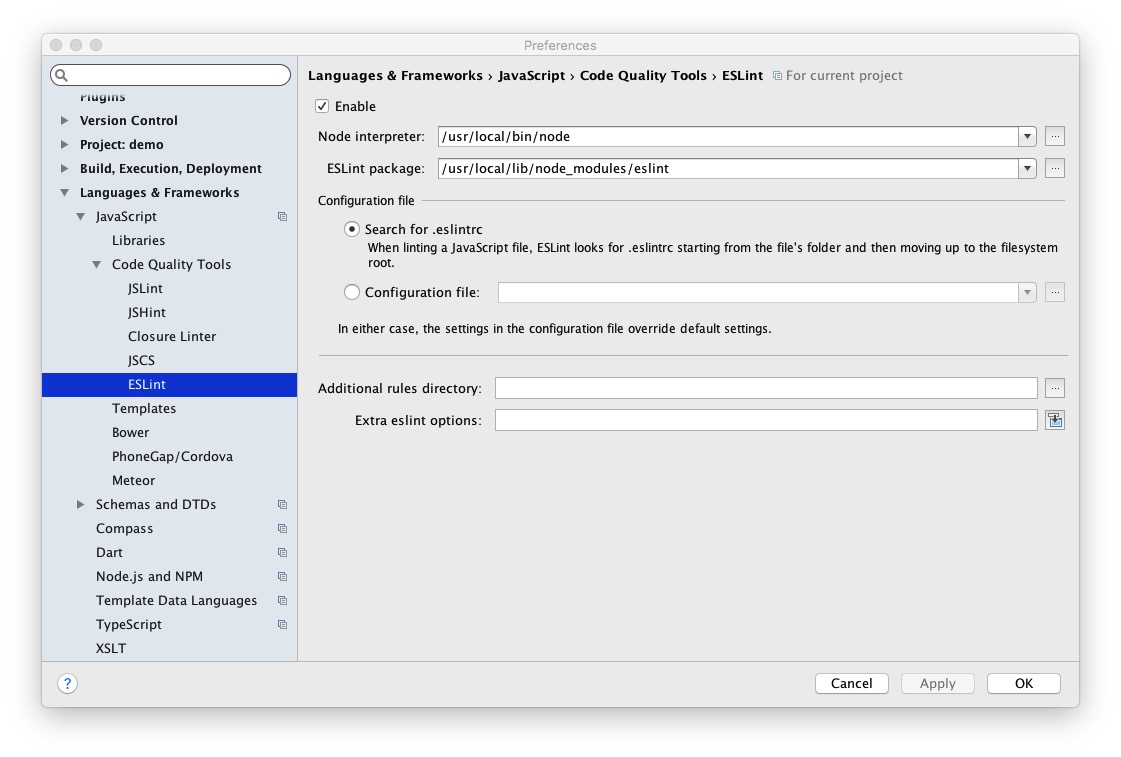 Preferences
Plugins
Version Control
Project: demo
Build, Execution, Deployment
Languages & Frameworks
JavaScript
Libraries
Code Quality Tools
JSLint
JSHint
Closure Linter
JSCS
ESLint
Templates
Bower
PhoneGap/Cordova
Meteor
Schemas and DTDs
Compass
Dart
Node.js and NPM
Template Data Languages
TypeScript
XSLT
Languages & Frameworks › JavaScript › Code Quality Tools › ESLint For current project
Enable
Node interpreter: /usr/local/bin/node
ESLint package: /usr/local/lib/node_modules/eslint
Configuration file
Search for .eslintrc
When linting a JavaScript file, ESLint looks for .eslintrc starting from the file's folder and then moving up to the filesystem
root.
Configuration file:
In either case, the settings in the configuration file override default settings.
Additional rules directory:
Extra eslint options:
? Cancel Apply OK